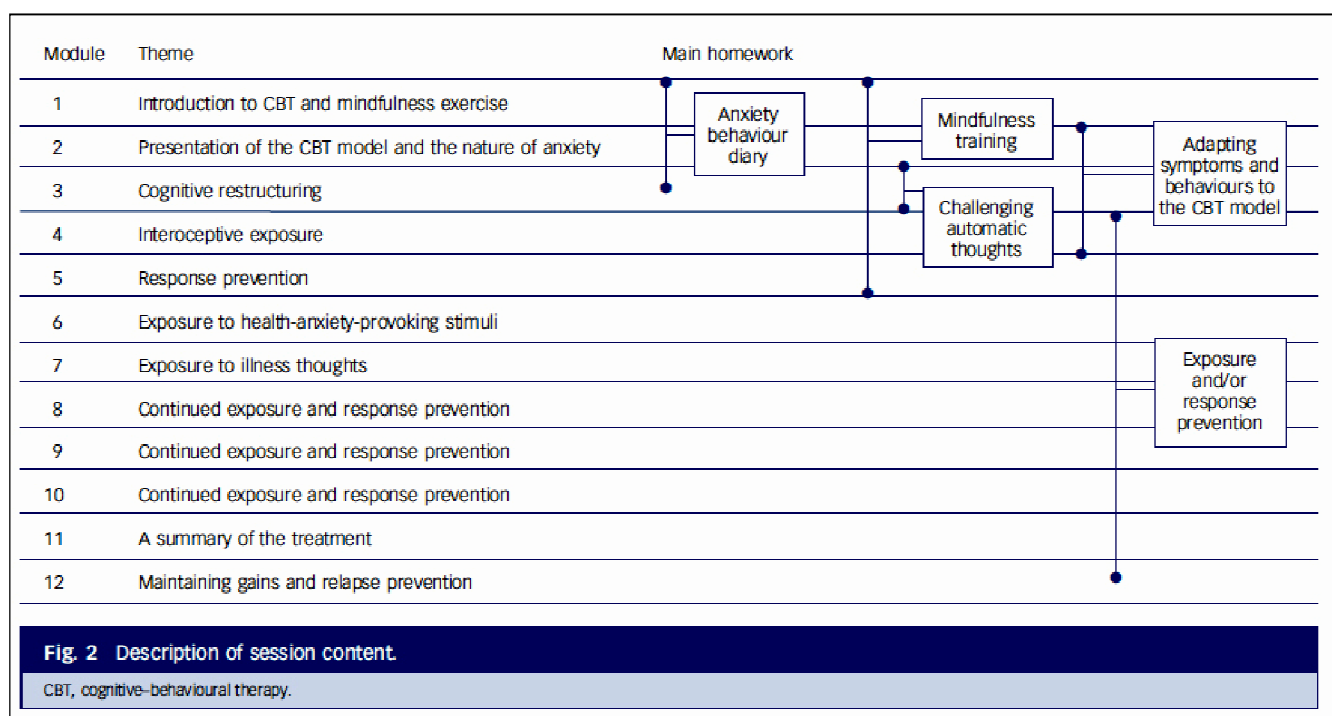 Module Theme Main homework
1 Introduction to CBT and mindfulness exercise
2 Presentation of the CBT model and the nature of anxiety
3 Cognitive restructuring
4 Interoceptive exposure
5 Response prevention
6 Exposure to health-anxiety-provoking stimuli
7 Exposure to illness thoughts
8 Continued exposure and response prevention
9 Continued exposure and response prevention
10 Continued exposure and response prevention
11 A summary of the treatment
12 Maintaining gains and relapse prevention
Anxiety
behaviour
diary
Mindfulness
training
Challenging
automatic
thoughts
Adapting
symptoms and
behaviours to
the CBT model
Exposure
and/or
response
prevention
Fig. 2 Description of session content.
CBT, cognitive–behavioural therapy.